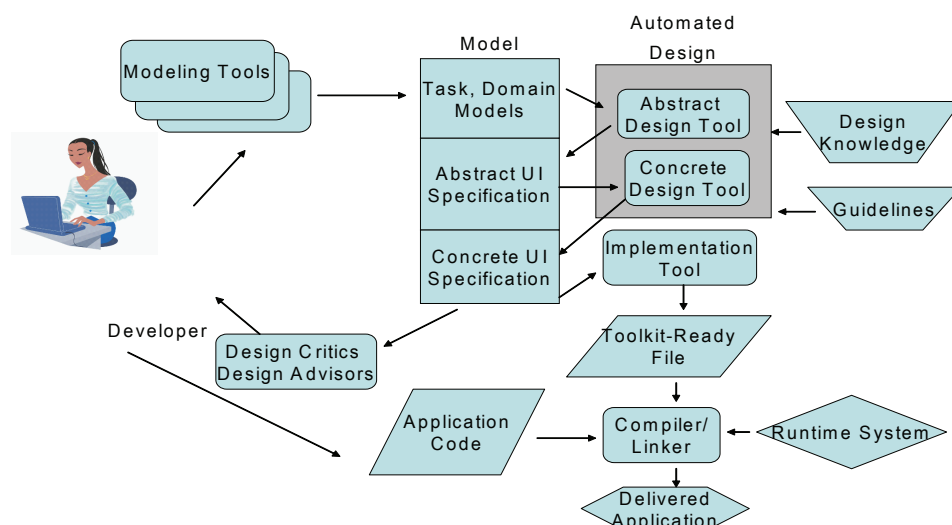 Automated
Design
Model
Modeling Tools
Task, Domain
Models
Abstract
Design Tool
Design
Knowledge
Abstract UI
Specification
Concrete
Design Tool
Guidelines
Concrete UI
Specification
Implementation
Tool
Developer
Design Critics
Design Advisors
Toolkit-Ready
File
Application
Code
Compiler/
Linker
Runtime System
Delivered
Application